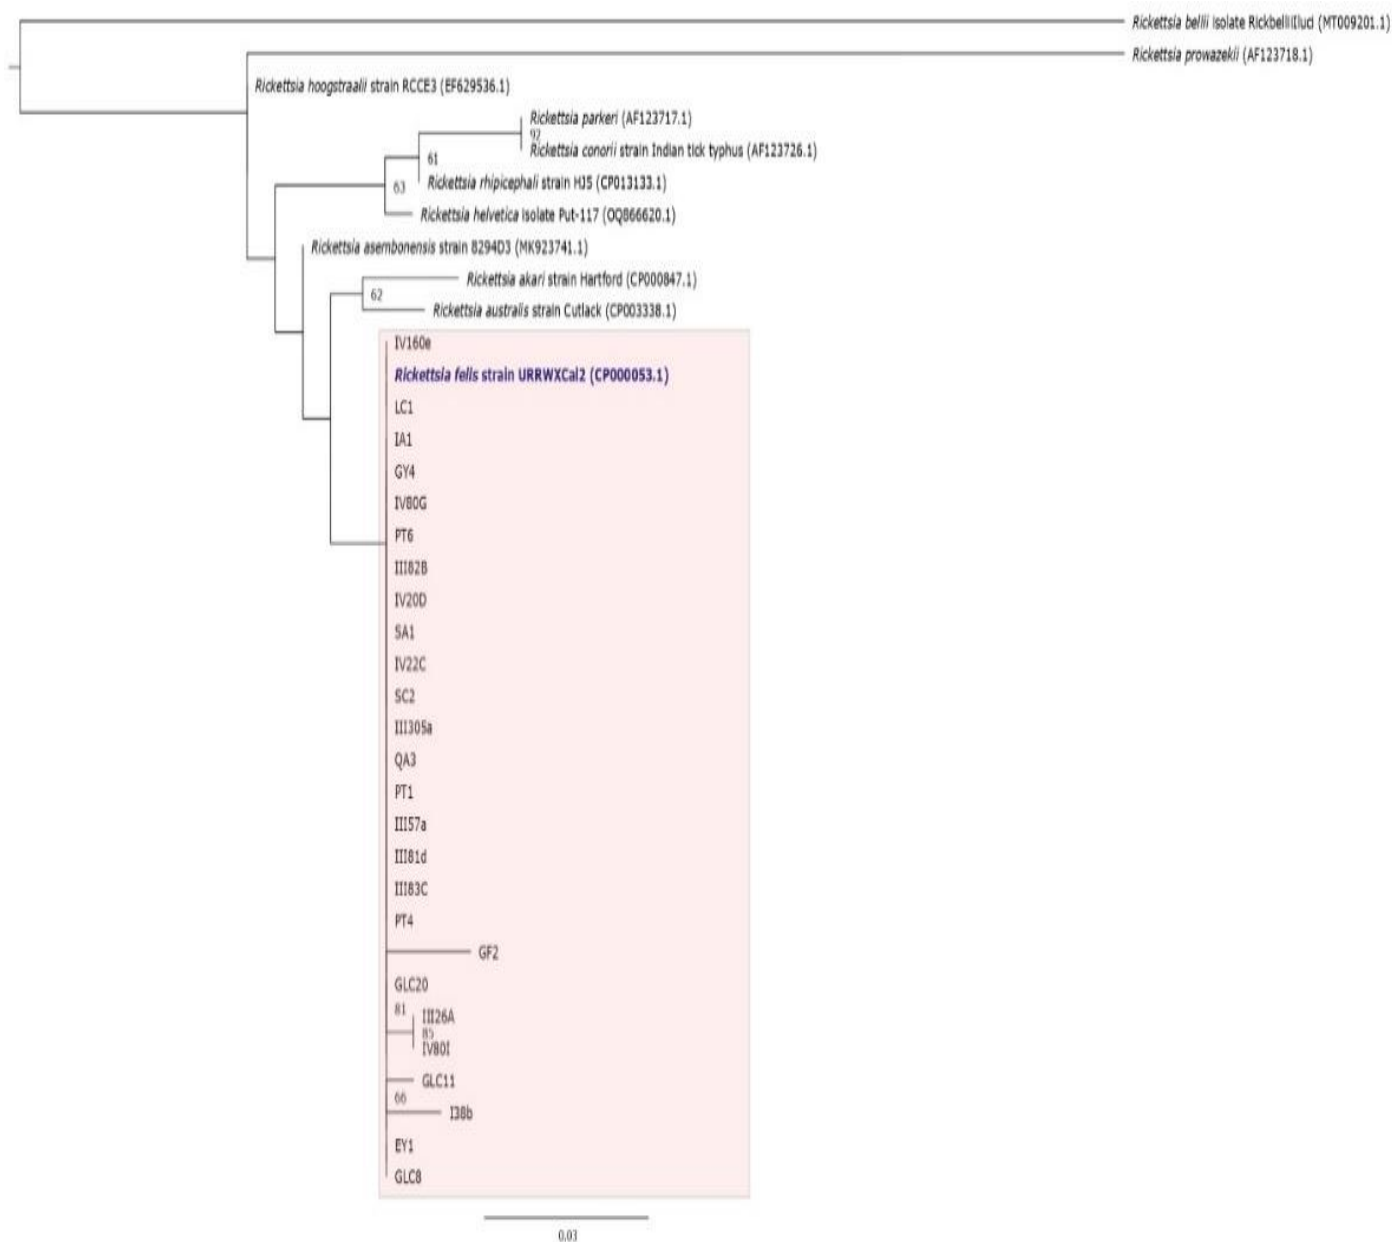 Rickettsia bellii isolate RickbelliiIluci (MT009201.1)
Rickettsia prowazekii (AF123718.1)
Rickettsia hoogstraalii strain RCCE3 (EF629536.1)
Rickettsia parkeri (AF123717.1)
92
Rickettsia conorii strain Indian tick typhus (AF123726.1)
61
63
Rickettsia rhipicephali strain HJ5 (CP013133.1)
Rickettsia helvetica isolate Put-117 (OQ866620.1)
Rickettsia asembonensis strain 8294D3 (MK923741.1)
Rickettsia akari strain Hartford (CP000847.1)
62
Rickettsia australis strain Cutlack (CP003338.1)
IV160e
Rickettsia felis strain URRWXCal2 (CP000053.1)
LC1
IA1
GY4
IV80G
PT6
III82B
IV20D
SA1
IV22C
SC2
III305a
QA3
PT1
III57a
III81d
III83C
PT4
GF2
GLC20
81
III26A
85
IV80I
GLC11
66
I38b
EY1
GLC8
0.03